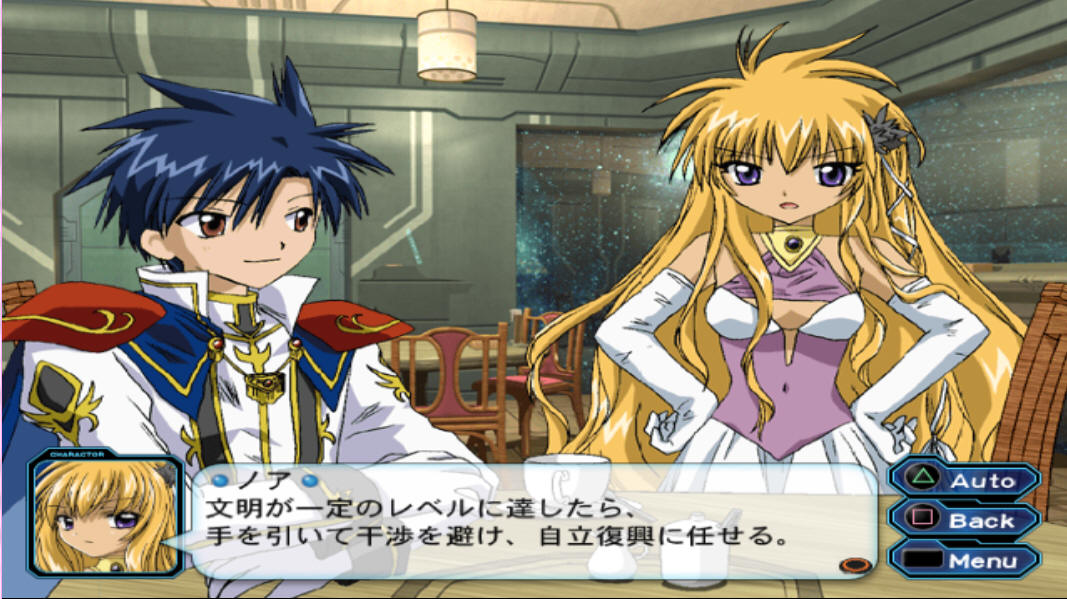 ノア
文明が一定のレベルに達したら、
手を引いて干渉を避け、自立復興に任せる。
CHARACTOR
Auto
Back
Menu